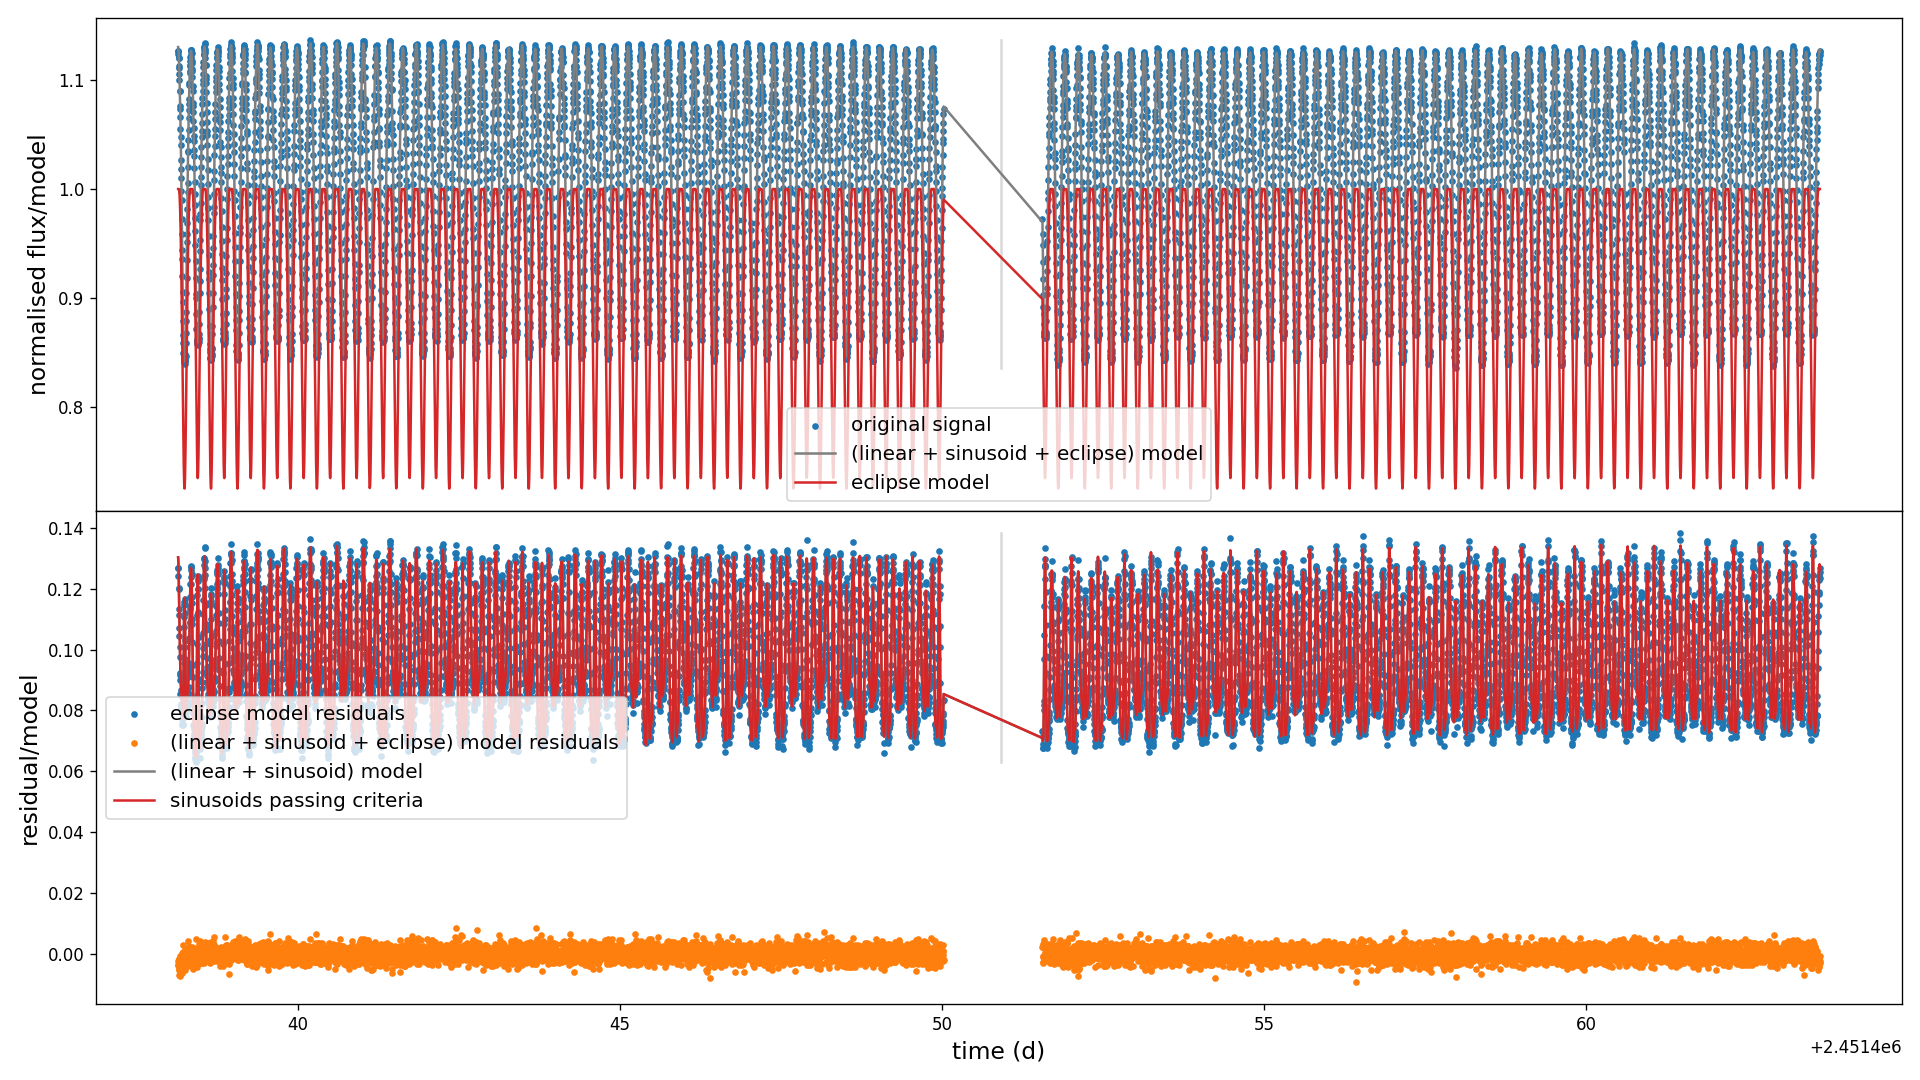 normalised flux/model
1.1
1.0
0.9
0.8
original signal
(linear + sinusoid + eclipse) model
eclipse model
residual/model
0.14
0.12
0.10
0.08
0.06
0.04
0.02
0.00
eclipse model residuals
(linear + sinusoid + eclipse) model residuals
(linear + sinusoid) model
sinusoids passing criteria
40
45
50
55
60
time (d)
+2.4514e6